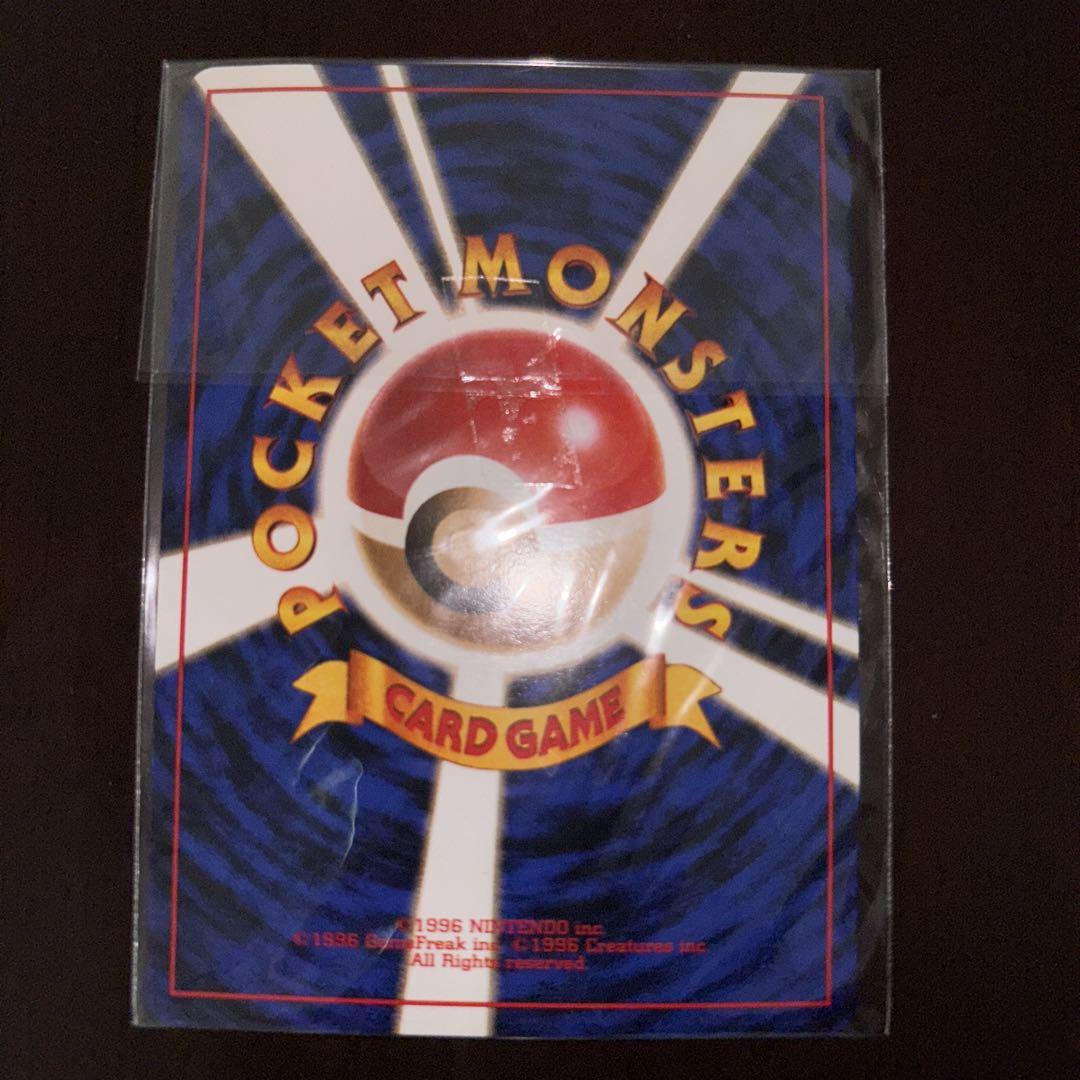 POCKET MONSTERS
CARD GAME
©1996 NINTENDO inc.
©1996 GameFreak inc. ©1996 Creatures inc.
All Rights reserved.